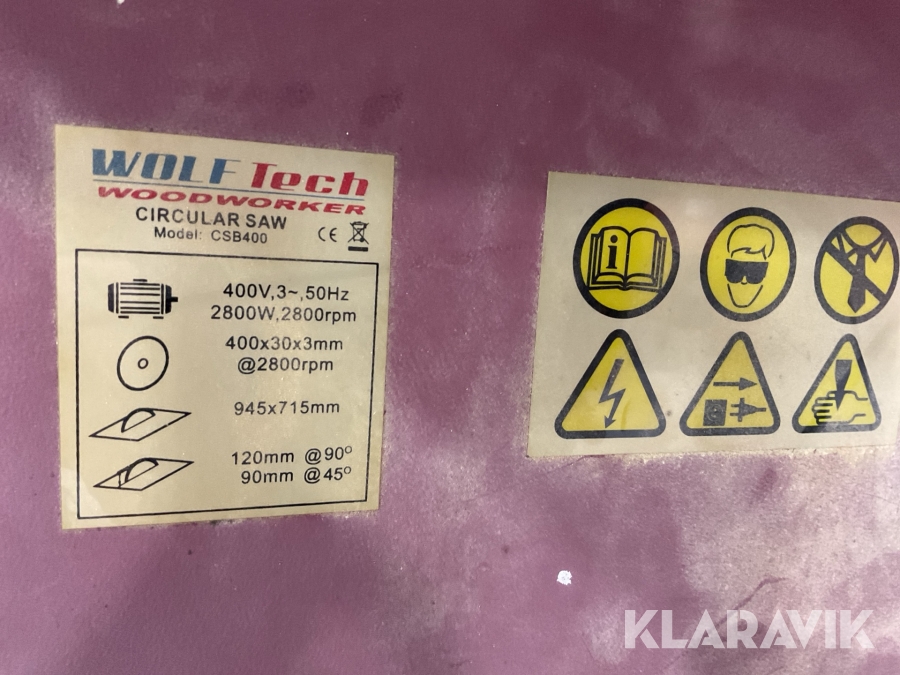 WOLF Tech
WOODWORKER
CIRCULAR SAW
Model: CSB400
CE
400V,3~,50Hz
2800W,2800rpm
400x30x3mm
@2800rpm
945x715mm
120mm @90°
90mm @45°
i
KLARAVIK